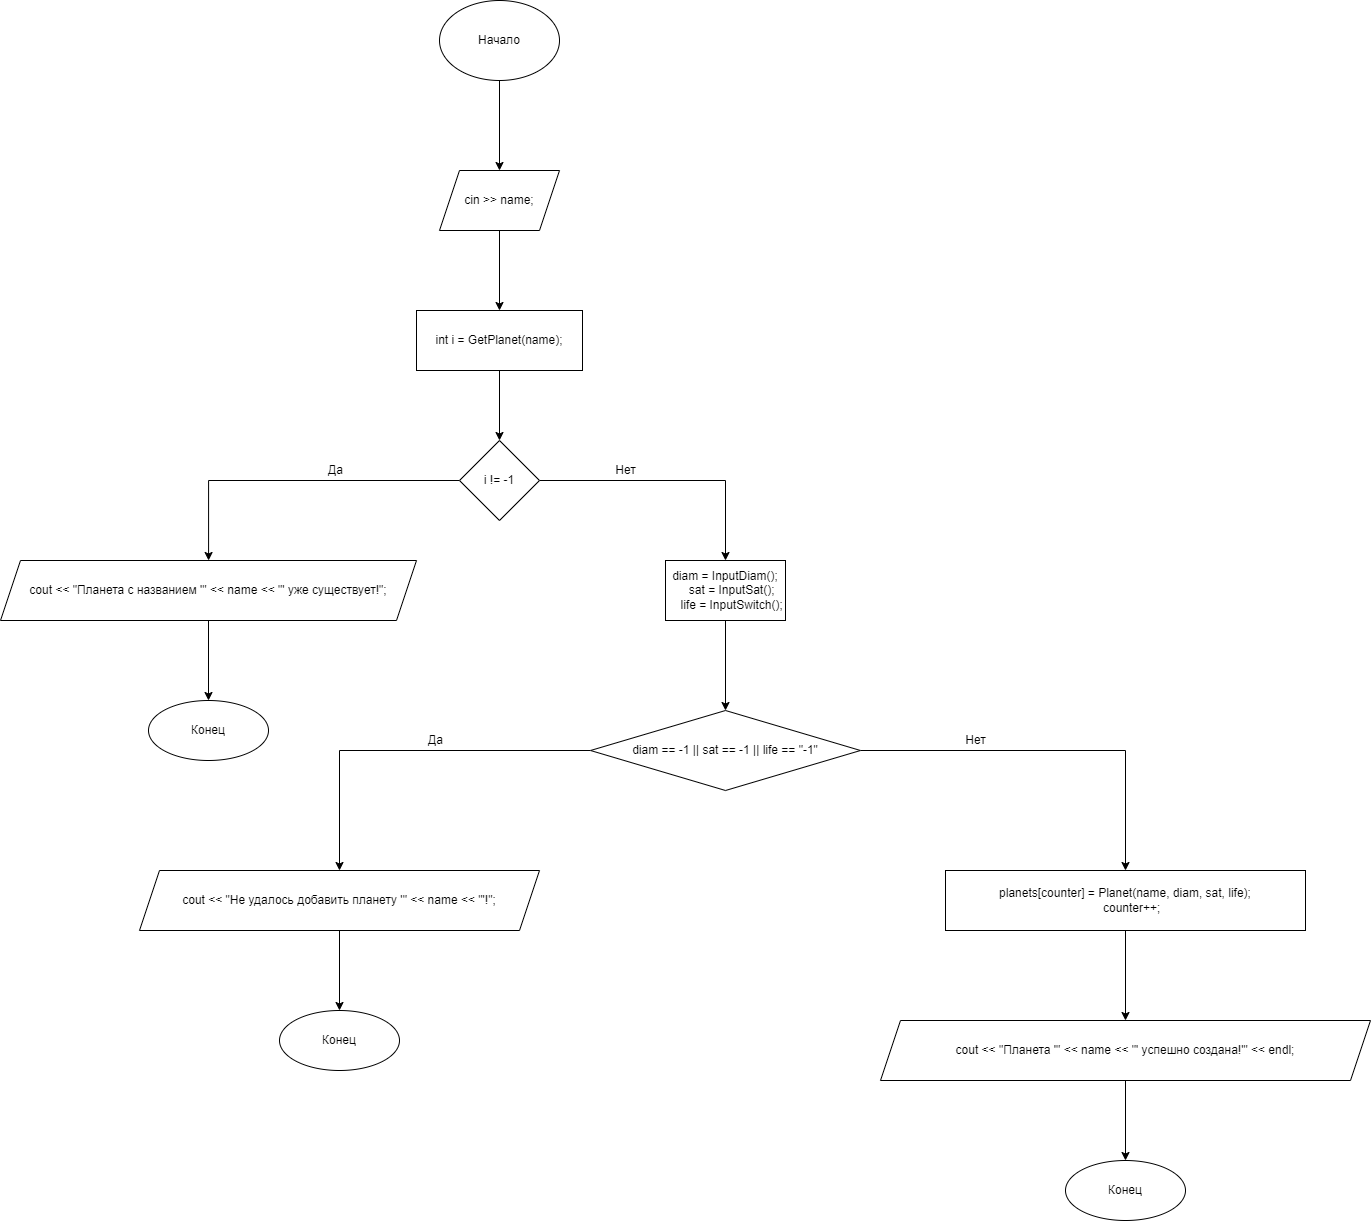 Начало
cin >> name;
int i = GetPlanet(name);
i != -1
Да
Нет
cout << "Планета с названием '" << name << "' уже существует!";
diam = InputDiam();
sat = InputSat();
life = InputSwitch();
Конец
diam == -1 || sat == -1 || life == "-1"
Да
Нет
cout << "Не удалось добавить планету '" << name << "'!";
planets[counter] = Planet(name, diam, sat, life);
counter++;
Конец
cout << "Планета '" << name << "' успешно создана!'" << endl;
Конец